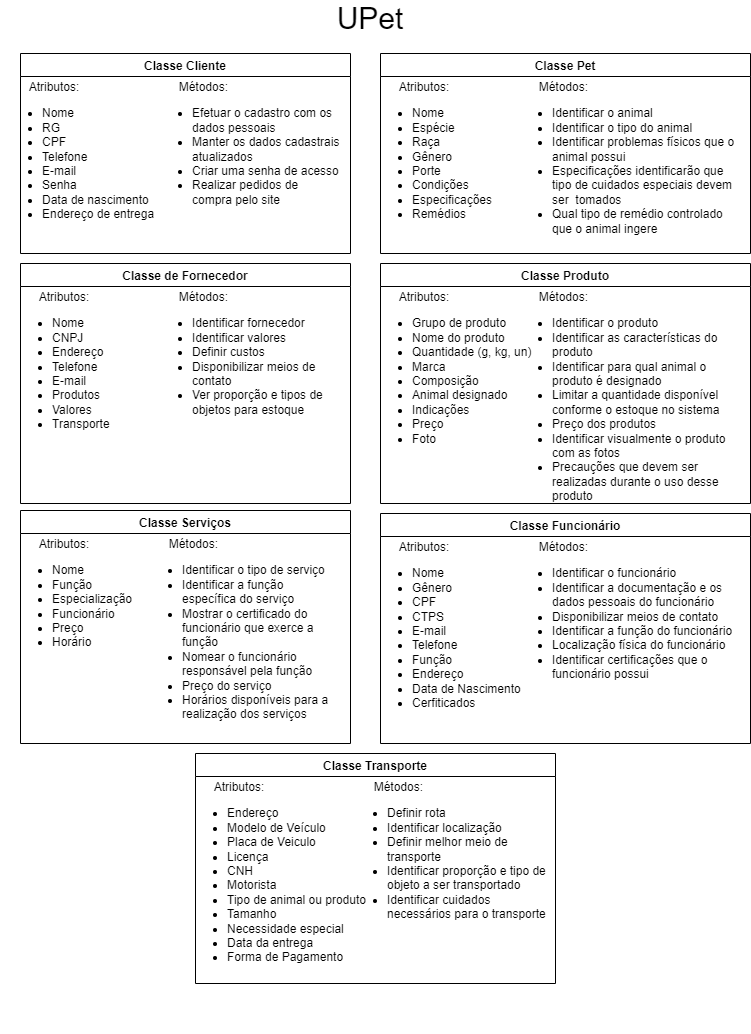 UPet
Classe Cliente
Atributos:
Nome
RG
CPF
Telefone
E-mail
Senha
Data de nascimento
Endereço de entrega
Métodos:
Efetuar o cadastro com os
dados pessoais
Manter os dados cadastrais
atualizados
Criar uma senha de acesso
Realizar pedidos de
compra pelo site
Classe Pet
Atributos:
Nome
Espécie
Raça
Gênero
Porte
Condições
Especificações
Remédios
Métodos:
Identificar o animal
Identificar o tipo do animal
Identificar problemas físicos que o
animal possui
Especificações identificarão que
tipo de cuidados especiais devem
ser tomados
Qual tipo de remédio controlado
que o animal ingere
Classe de Fornecedor
Atributos:
Nome
CNPJ
Endereço
Telefone
E-mail
Produtos
Valores
Transporte
Métodos:
Identificar fornecedor
Identificar valores
Definir custos
Disponibilizar meios de
contato
Ver proporção e tipos de
objetos para estoque
Classe Produto
Atributos:
Grupo de produto
Nome do produto
Quantidade (g, kg, un)
Marca
Composição
Animal designado
Indicações
Preço
Foto
Métodos:
Identificar o produto
Identificar as características do
produto
Identificar para qual animal o
produto é designado
Limitar a quantidade disponível
conforme o estoque no sistema
Preço dos produtos
Identificar visualmente o produto
com as fotos
Precauções que devem ser
realizadas durante o uso desse
produto
Classe Serviços
Atributos:
Nome
Função
Especialização
Funcionário
Preço
Horário
Métodos:
Identificar o tipo de serviço
Identificar a função
específica do serviço
Mostrar o certificado do
funcionário que exerce a
função
Nomear o funcionário
responsável pela função
Preço do serviço
Horários disponíveis para a
realização dos serviços
Classe Funcionário
Atributos:
Nome
Gênero
CPF
CTPS
E-mail
Telefone
Função
Endereço
Data de Nascimento
Cerfiticados
Métodos:
Identificar o funcionário
Identificar a documentação e os
dados pessoais do funcionário
Disponibilizar meios de contato
Identificar a função do funcionário
Localização física do funcionário
Identificar certificações que o
funcionário possui
Classe Transporte
Atributos:
Endereço
Modelo de Veículo
Placa de Veiculo
Licença
CNH
Motorista
Tipo de animal ou produto
Tamanho
Necessidade especial
Data da entrega
Forma de Pagamento
Métodos:
Definir rota
Identificar localização
Definir melhor meio de
transporte
Identificar proporção e tipo de
objeto a ser transportado
Identificar cuidados
necessários para o transporte